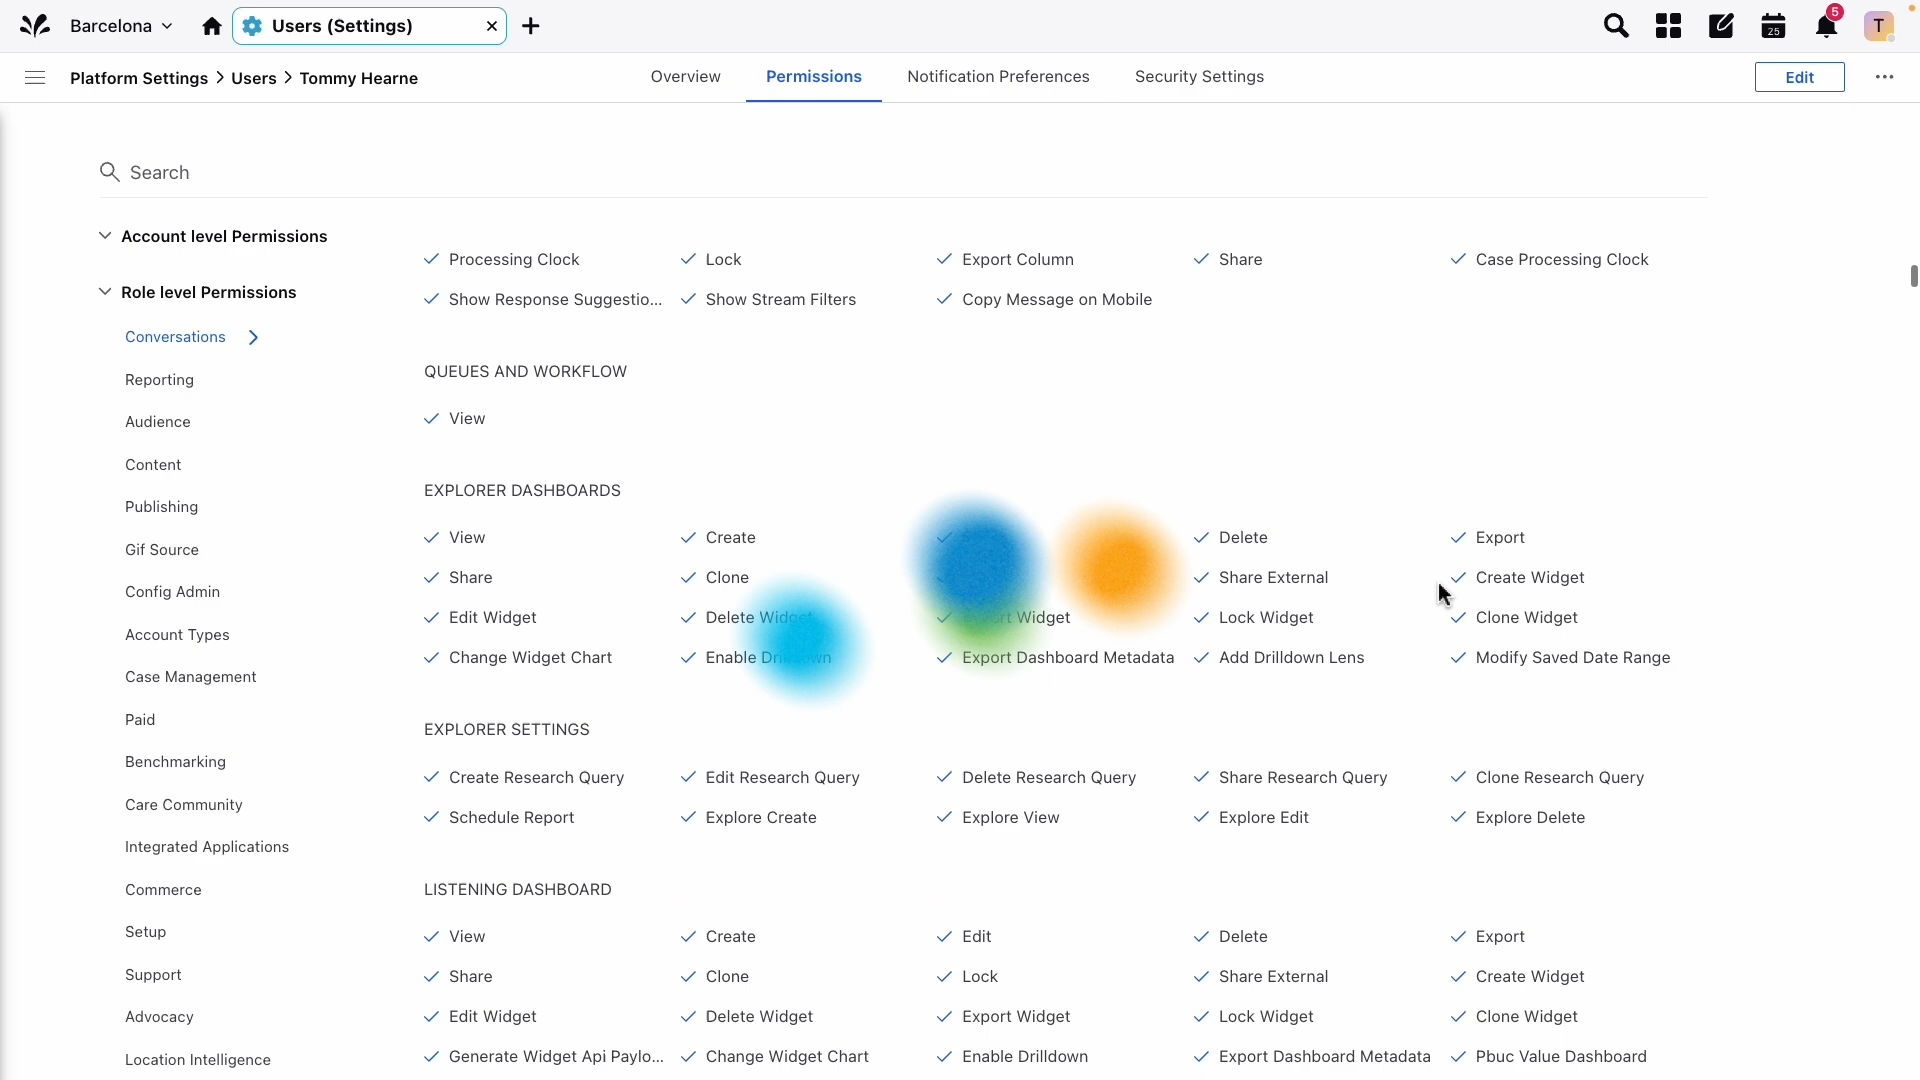 Barcelona Users (Settings) 25 5 T
Platform Settings > Users > Tommy Hearne Overview Permissions Notification Preferences Security Settings Edit ...
Search
Account level Permissions
Role level Permissions
Conversations
Reporting
Audience
Content
Publishing
Gif Source
Config Admin
Account Types
Case Management
Paid
Benchmarking
Care Community
Integrated Applications
Commerce
Setup
Support
Advocacy
Location Intelligence
Processing Clock Lock Export Column Share Case Processing Clock
Show Response Suggestio... Show Stream Filters Copy Message on Mobile
QUEUES AND WORKFLOW
View
EXPLORER DASHBOARDS
View Create Delete Export
Share Clone Share External Create Widget
Edit Widget Delete Widget Export Widget Lock Widget Clone Widget
Change Widget Chart Enable Drilldown Export Dashboard Metadata Add Drilldown Lens Modify Saved Date Range
EXPLORER SETTINGS
Create Research Query Edit Research Query Delete Research Query Share Research Query Clone Research Query
Schedule Report Explore Create Explore View Explore Edit Explore Delete
LISTENING DASHBOARD
View Create Edit Delete Export
Share Clone Lock Share External Create Widget
Edit Widget Delete Widget Export Widget Lock Widget Clone Widget
Generate Widget Api Paylo... Change Widget Chart Enable Drilldown Export Dashboard Metadata Pbuc Value Dashboard